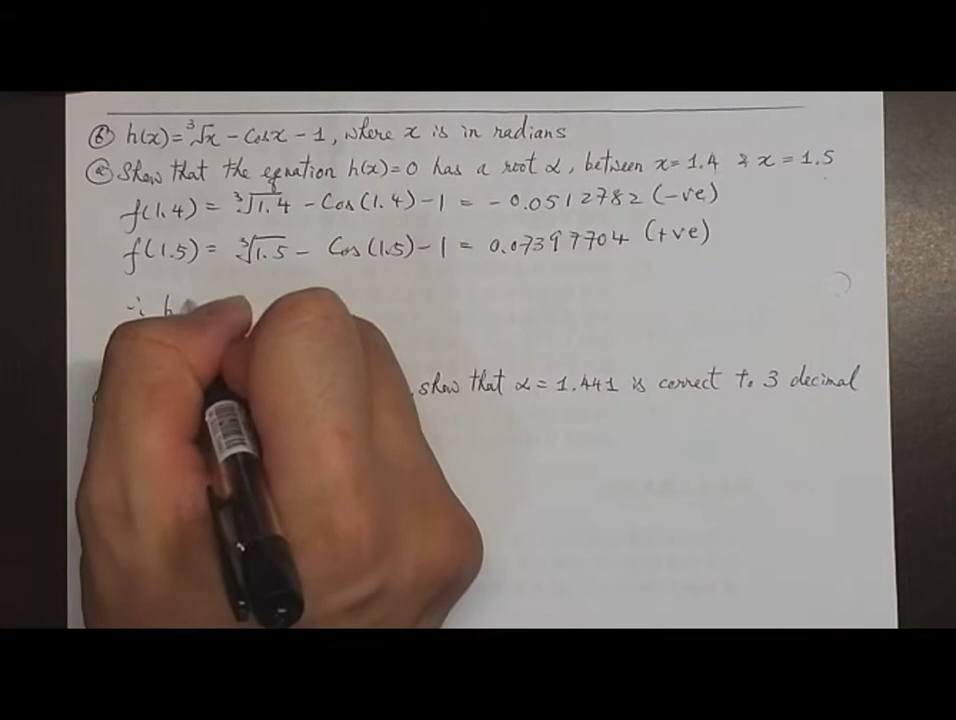 ⑥ h(x) = ∛x - Cosx - 1, where x is in radians
ⓐ Show that the equation h(x)=0 has a root α, between x=1.4 & x=1.5
f(1.4) = ∛1.4 - Cos(1.4) - 1 = -0.0512782 (-ve)
f(1.5) = ∛1.5 - Cos(1.5) - 1 = 0.07397704 (+ve)
∴ h
show that α = 1.441 is correct to 3 decimal